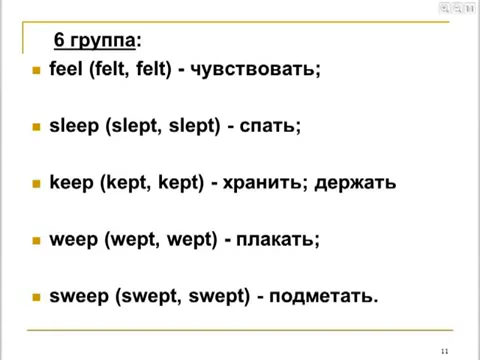 6 группа:
feel (felt, felt) - чувствовать;
sleep (slept, slept) - спать;
keep (kept, kept) - хранить; держать
weep (wept, wept) - плакать;
sweep (swept, swept) - подметать.
11